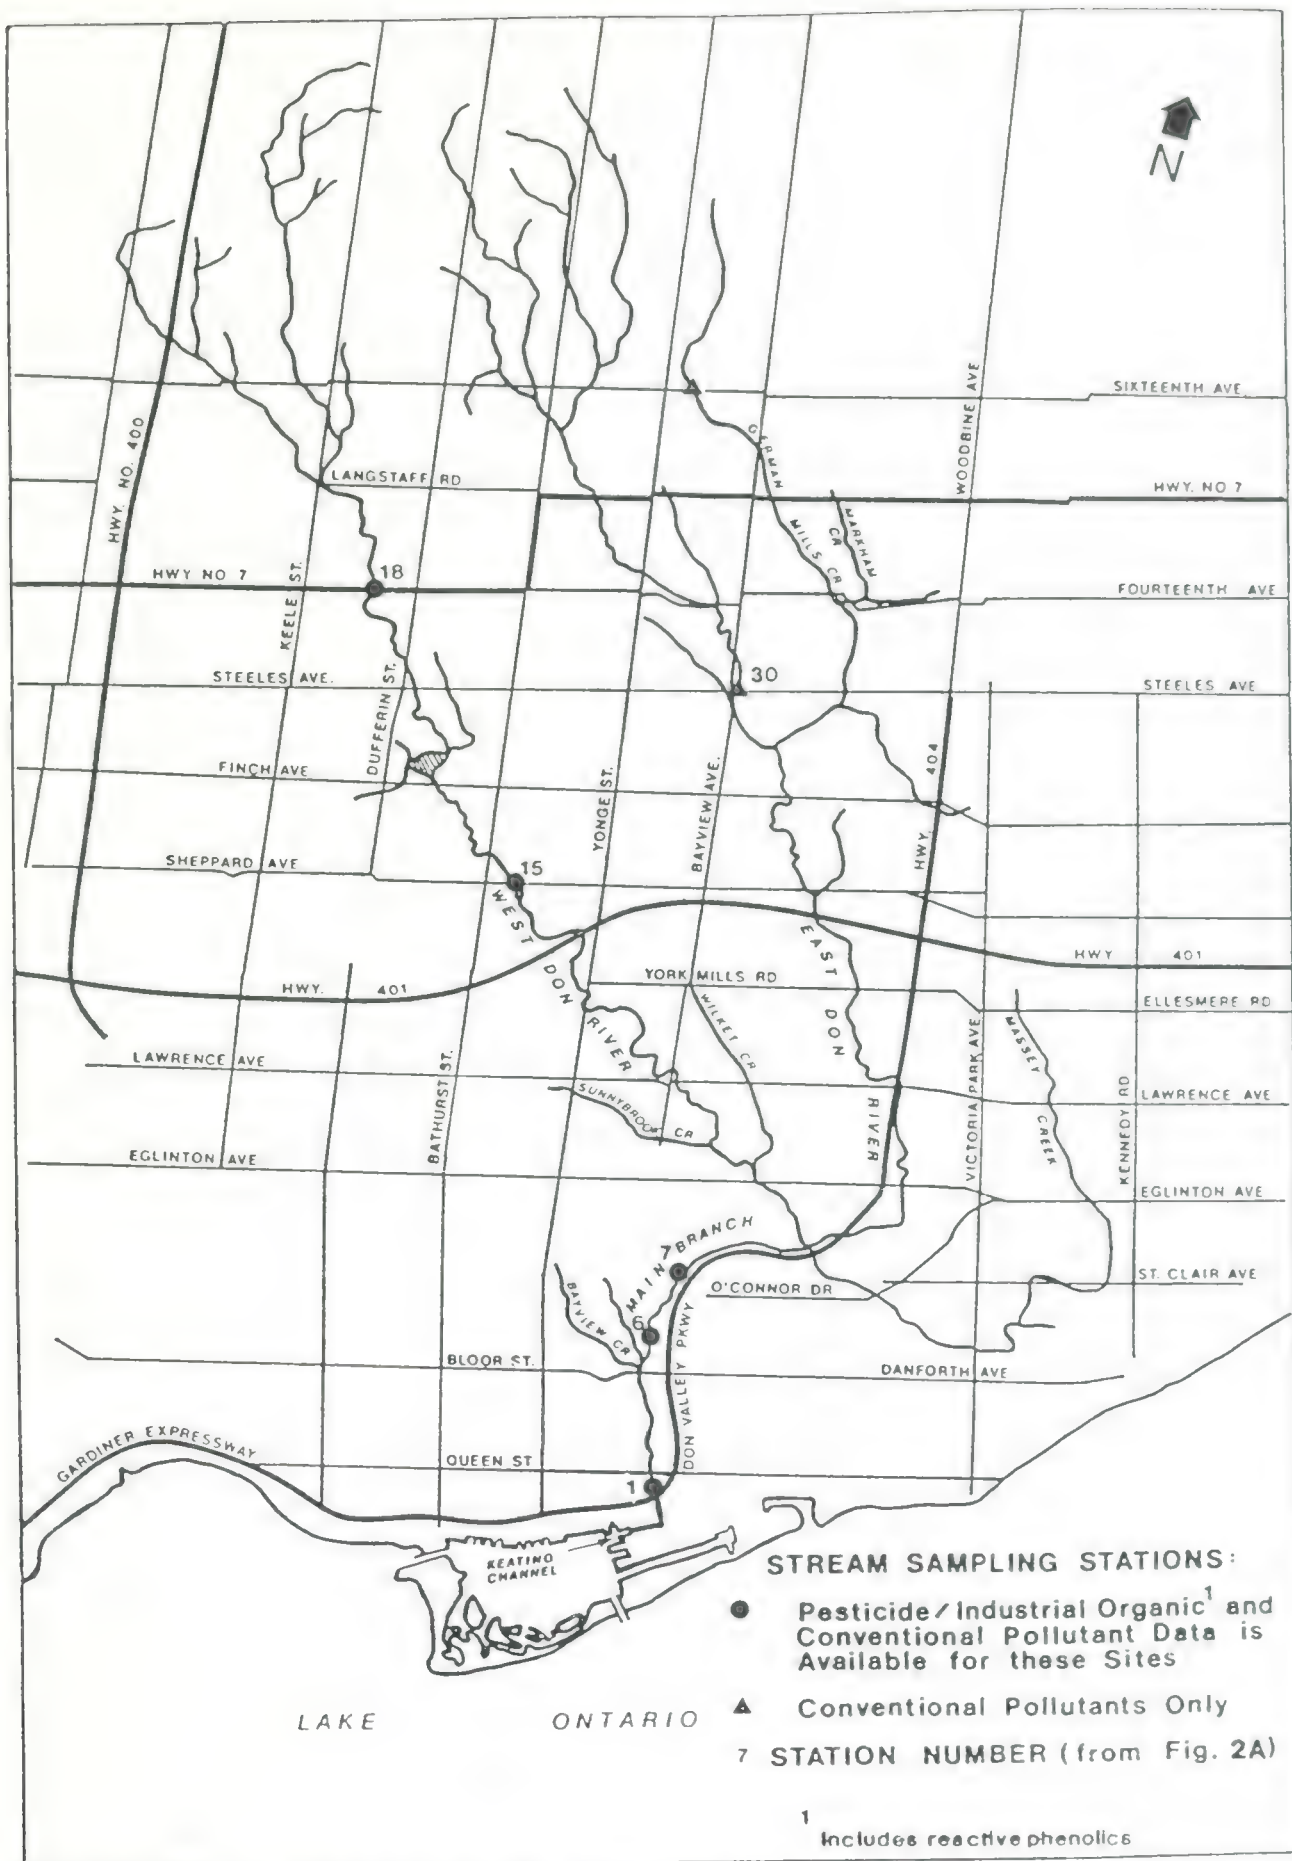 N
SIXTEENTH AVE.
HWY. NO. 400
GERMAN MILLS CR
WOODBINE AVE
LANGSTAFF RD
HWY. NO 7
MARKHAM CR
HWY NO 7
18
KEELE ST.
FOURTEENTH AVE
STEELES AVE.
DUFFERIN ST.
30
STEELES AVE
FINCH AVE
YONGE ST.
BAYVIEW AVE.
HWY. 404
SHEPPARD AVE
15
WEST DON RIVER
EAST DON RIVER
HWY 401
HWY. 401
YORK MILLS RD
ELLESMERE RD
WILKET CR
MASSEY CREEK
VICTORIA PARK AVE
KENNEDY RD
LAWRENCE AVE
BATHURST ST.
SUNNYBROOK CR
LAWRENCE AVE
EGLINTON AVE
EGLINTON AVE
MAIN BRANCH
7
BAYVIEW CR
6
O'CONNOR DR
ST. CLAIR AVE
BLOOR ST.
DON VALLEY PKWY
DANFORTH AVE
GARDINER EXPRESSWAY
QUEEN ST
1
KEATING
CHANNEL
STREAM SAMPLING STATIONS:
Pesticide/Industrial Organic¹ and
Conventional Pollutant Data is
Available for these Sites
Conventional Pollutants Only
LAKE ONTARIO
7 STATION NUMBER (from Fig. 2A)
1
Includes reactive phenolics